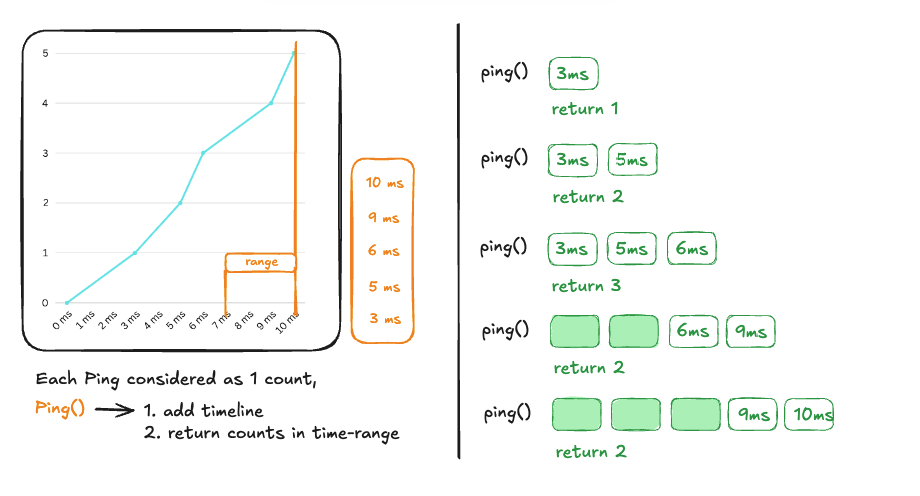 5
4
3
2
1
0
range
0 ms
1 ms
2 ms
3 ms
4 ms
5 ms
6 ms
7 ms
8 ms
9 ms
10 ms
10 ms
9 ms
6 ms
5 ms
3 ms
Each Ping considered as 1 count,
Ping() 1. add timeline
2. return counts in time-range
ping() 3ms
return 1
ping() 3ms 5ms
return 2
ping() 3ms 5ms 6ms
return 3
ping() 6ms 9ms
return 2
ping() 9ms 10ms
return 2